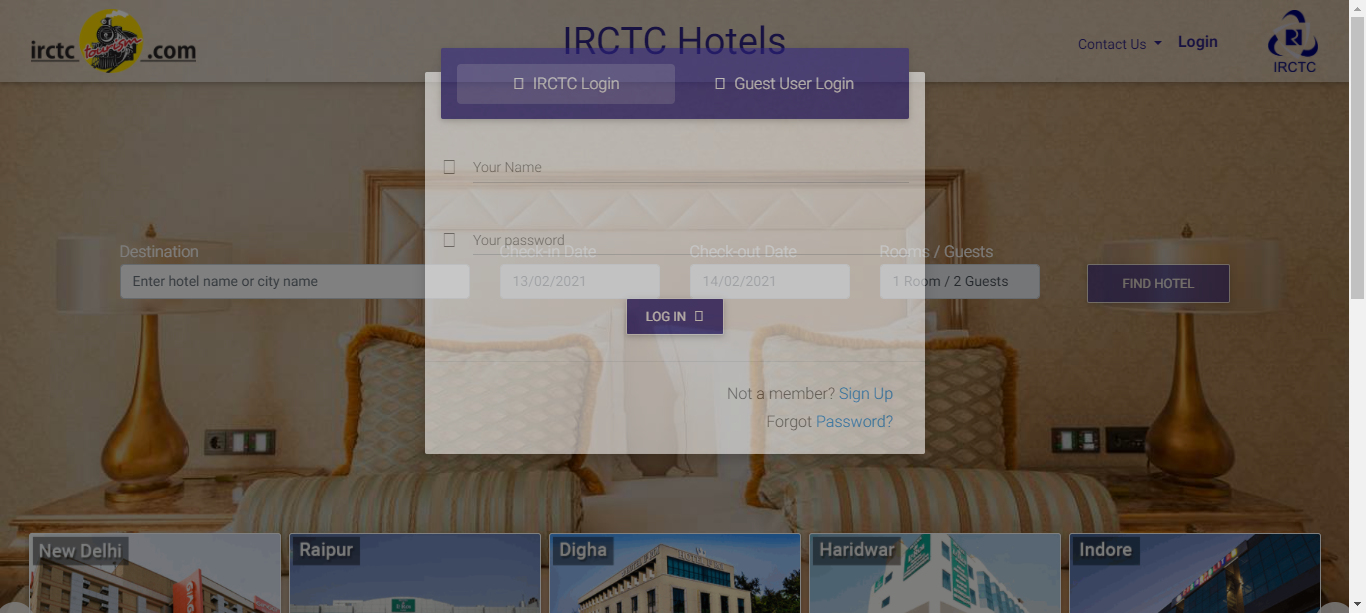 irctc tourism .com
IRCTC Hotels
Contact Us
Login
IRCTC
IRCTC Login
Guest User Login
Your Name
Your password
Destination
Check-in Date
Check-out Date
Rooms / Guests
Enter hotel name or city name
13/02/2021
14/02/2021
1 Room / 2 Guests
FIND HOTEL
LOG IN
Not a member? Sign Up
Forgot Password?
New Delhi
Raipur
Digha
Haridwar
Indore